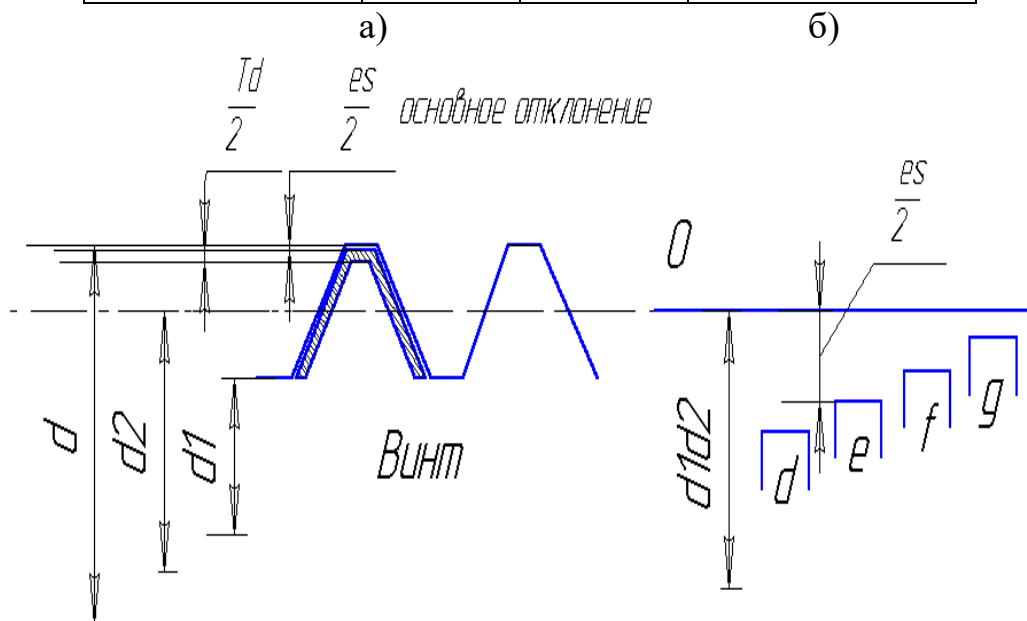 а) б)
Td/2 es/2 основное отклонение
es/2
0
d d2 d1 Винт d1d2 d e f g